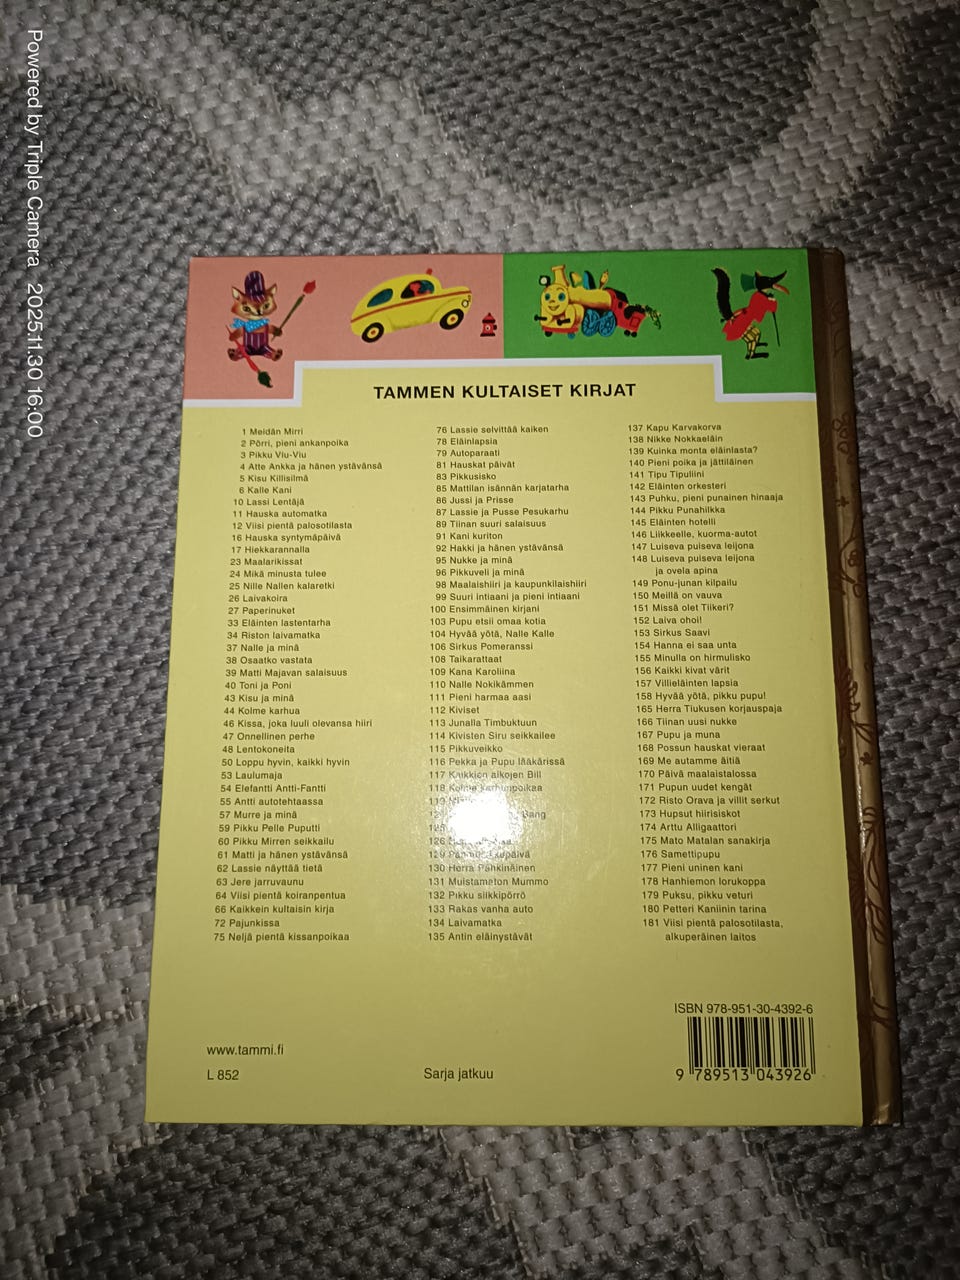 Powered by Triple Camera 2025.11.30 16:00
TAMMEN KULTAISET KIRJAT
1 Meidän Mirri
2 Pörri, pieni ankanpoika
3 Pikku Viu-Viu
4 Atte Ankka ja hänen ystävänsä
5 Kisu Killisilmä
6 Kalle Kani
10 Lassi Lentäjä
11 Hauska automatka
12 Viisi pientä palosotilasta
16 Hauska syntymäpäivä
17 Hiekkarannalla
23 Maalarikissat
24 Mikä minusta tulee
25 Nille Nallen kalaretki
26 Laivakoira
27 Paperinuket
33 Eläinten lastentarha
34 Riston laivamatka
37 Nalle ja minä
38 Osaatko vastata
39 Matti Majavan salaisuus
40 Toni ja Poni
43 Kisu ja minä
44 Kolme karhua
46 Kissa, joka luuli olevansa hiiri
47 Onnellinen perhe
48 Lentokoneita
50 Loppu hyvin, kaikki hyvin
53 Laulumaja
54 Elefantti Antti-Fantti
55 Antti autotehtaassa
57 Murre ja minä
59 Pikku Pelle Puputti
60 Pikku Mirren seikkailu
61 Matti ja hänen ystävänsä
62 Lassie näyttää tietä
63 Jere jarruvaunu
64 Viisi pientä koiranpentua
66 Kaikkein kultaisin kirja
72 Pajunkissa
75 Neljä pientä kissanpoikaa
76 Lassie selvittää kaiken
78 Eläinlapsia
79 Autoparaati
81 Hauskat päivät
83 Pikkusisko
85 Mattilan isännän karjatarha
86 Jussi ja Prisse
87 Lassie ja Pusse Pesukarhu
89 Tiinan suuri salaisuus
91 Kani kuriton
92 Hakki ja hänen ystävänsä
95 Nukke ja minä
96 Pikkuveli ja minä
98 Maalaishiiri ja kaupunkilaishiiri
99 Suuri intiaani ja pieni intiaani
100 Ensimmäinen kirjani
103 Pupu etsii omaa kotia
104 Hyvää yötä, Nalle Kalle
106 Sirkus Pomeranssi
108 Taikarattaat
109 Kana Karoliina
110 Nalle Nokikämmen
111 Pieni harmaa aasi
112 Kiviset
113 Junalla Timbuktuun
114 Kivisten Siru seikkailee
115 Pikkuveikko
116 Pekka ja Pupu lääkärissä
117 Kaikkien aikojen Bill
118 Kolme karhunpoikaa
119
Bang
125
126
129
130 Herra Pähkinäinen
131 Muistamaton Mummo
132 Pikku silkkipörrö
133 Rakas vanha auto
134 Laivamatka
135 Antin eläinystävät
137 Kapu Karvakorva
138 Nikke Nokkaeläin
139 Kuinka monta eläinlasta?
140 Pieni poika ja jättiläinen
141 Tipu Tipuliini
142 Eläinten orkesteri
143 Puhku, pieni punainen hinaaja
144 Pikku Punahilkka
145 Eläinten hotelli
146 Liikkeelle, kuorma-autot
147 Luiseva puiseva leijona
148 Luiseva puiseva leijona
ja ovela apina
149 Ponu-junan kilpailu
150 Meillä on vauva
151 Missä olet Tiikeri?
152 Laiva ohoi!
153 Sirkus Saavi
154 Hanna ei saa unta
155 Minulla on hirmulisko
156 Kaikki kivat värit
157 Villieläinten lapsia
158 Hyvää yötä, pikku pupu!
165 Herra Tiukusen korjauspaja
166 Tiinan uusi nukke
167 Pupu ja muna
168 Possun hauskat vieraat
169 Me autamme äitiä
170 Päivä maalaistalossa
171 Pupun uudet kengät
172 Risto Orava ja villit serkut
173 Hupsut hiirisiskot
174 Arttu Alligaattori
175 Mato Matalan sanakirja
176 Samettipupu
177 Pieni uninen kani
178 Hanhiemon lorukoppa
179 Puksu, pikku veturi
180 Petteri Kaniinin tarina
181 Viisi pientä palosotilasta,
alkuperäinen laitos
www.tammi.fi
L 852
Sarja jatkuu
ISBN 978-951-30-4392-6
9 789513 043926